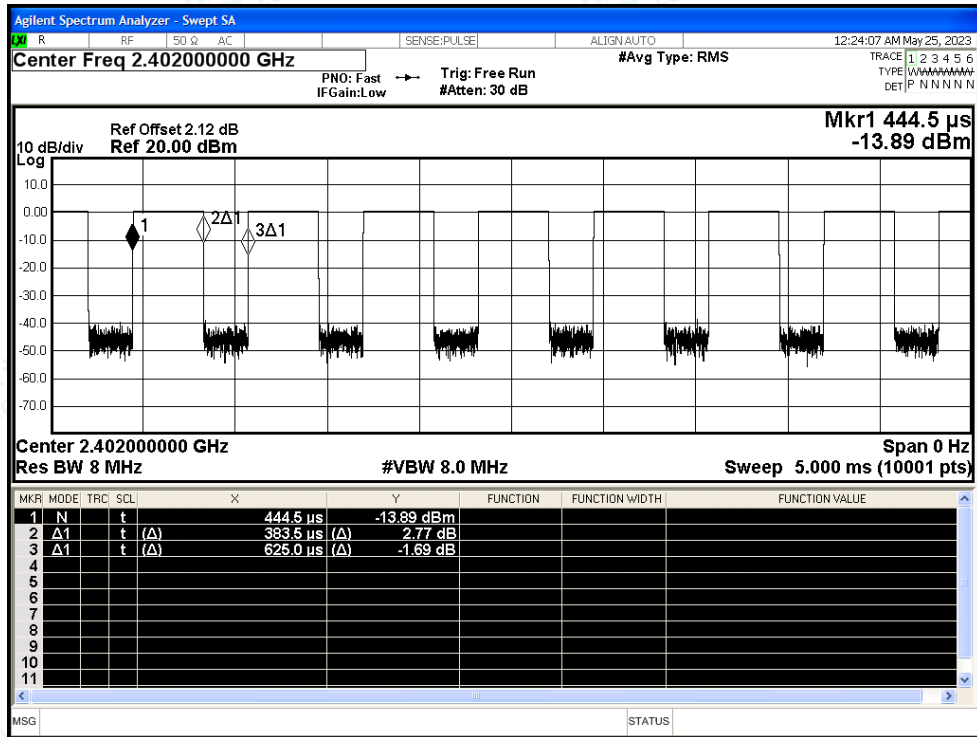 Agilent Spectrum Analyzer - Swept SA
LXI R RF 50 Ω AC SENSE:PULSE ALIGN AUTO 12:24:07 AM May 25, 2023
Center Freq 2.402000000 GHz #Avg Type: RMS TRACE 1 2 3 4 5 6
PNO: Fast Trig: Free Run TYPE W
IFGain:Low #Atten: 30 dB DET P N N N N N
Mkr1 444.5 µs
Ref Offset 2.12 dB
10 dB/div Ref 20.00 dBm -13.89 dBm
Log
10.0
0.00
1 2Δ1 3Δ1
-10.0
-20.0
-30.0
-40.0
-50.0
-60.0
-70.0
Center 2.402000000 GHz Span 0 Hz
Res BW 8 MHz #VBW 8.0 MHz Sweep 5.000 ms (10001 pts)
MKR MODE TRC SCL X Y FUNCTION FUNCTION WIDTH FUNCTION VALUE
1 N t 444.5 µs -13.89 dBm
2 Δ1 t (Δ) 383.5 µs (Δ) 2.77 dB
3 Δ1 t (Δ) 625.0 µs (Δ) -1.69 dB
4
5
6
7
8
9
10
11
MSG STATUS